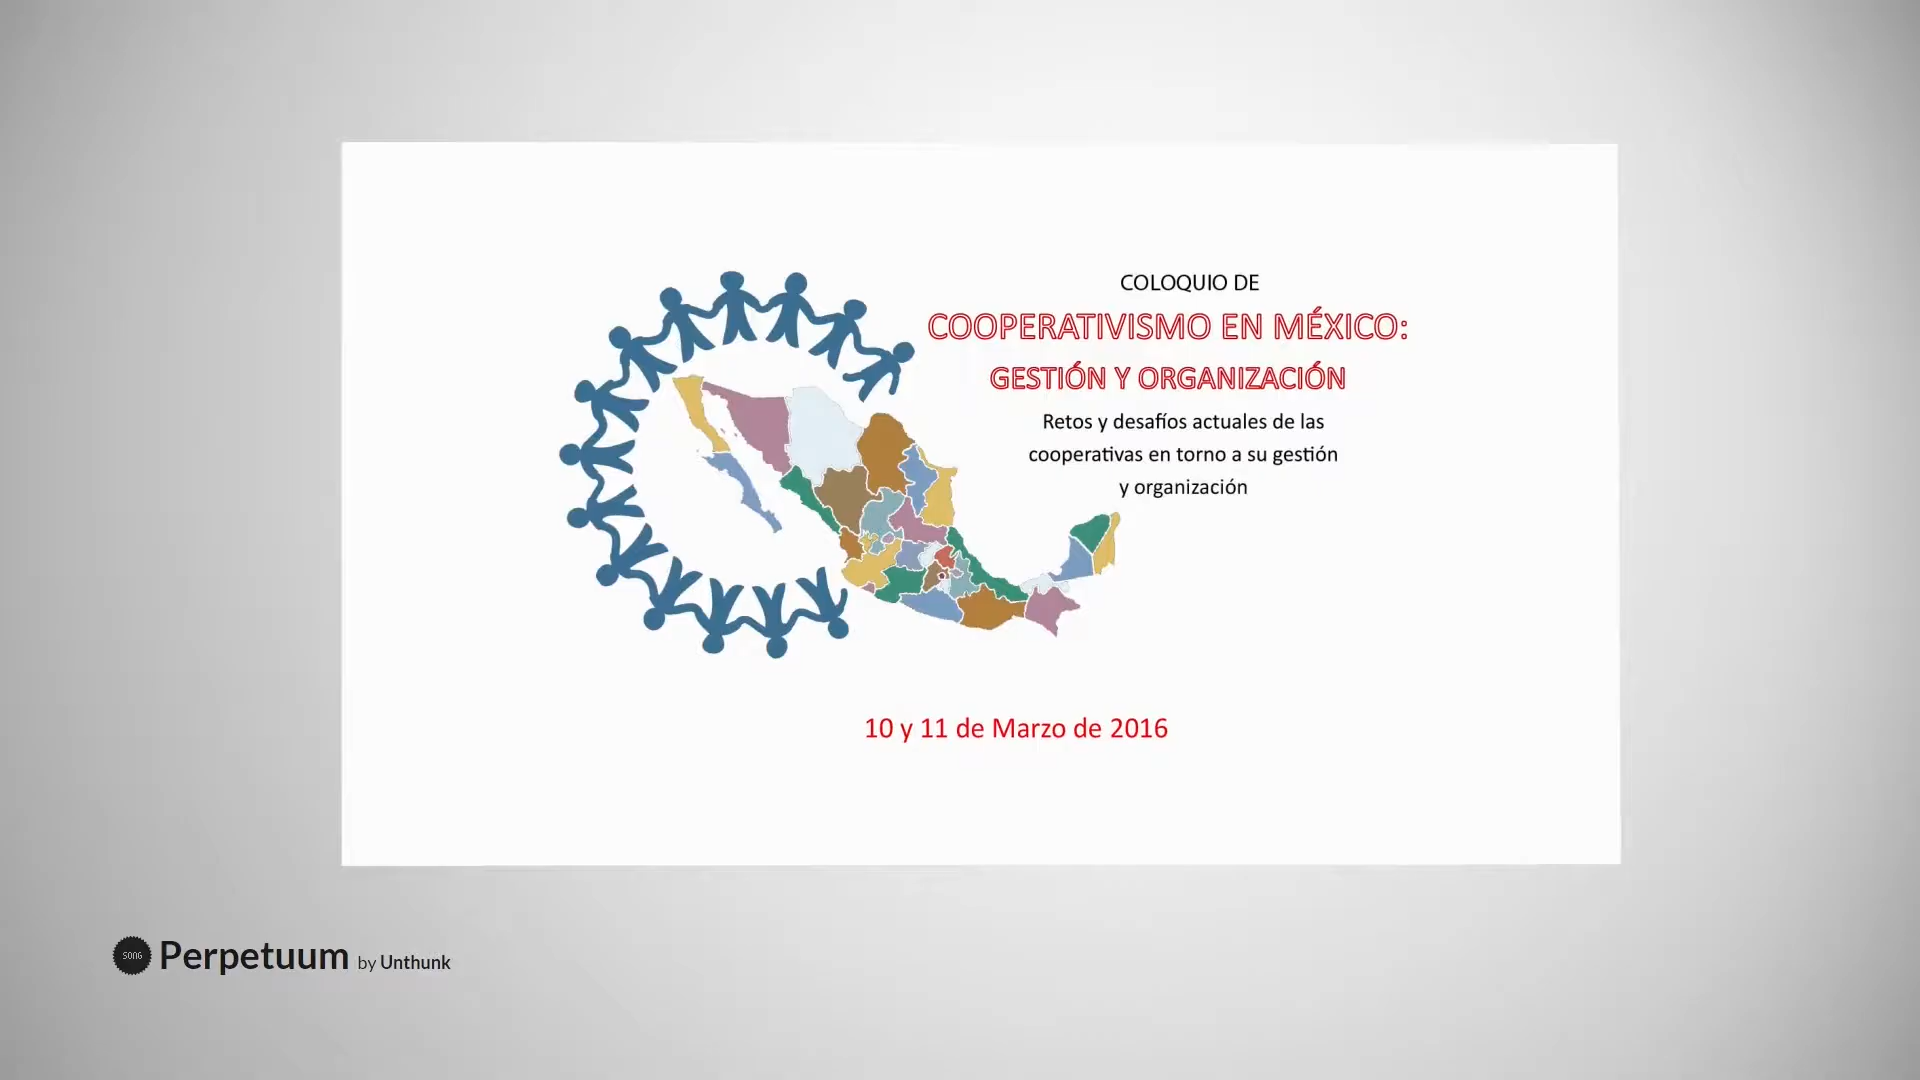 COLOQUIO DE
COOPERATIVISMO EN MÉXICO:
GESTIÓN Y ORGANIZACIÓN
Retos y desafíos actuales de las
cooperativas en torno a su gestión
y organización
10 y 11 de Marzo de 2016
SONG Perpetuum by Unthunk